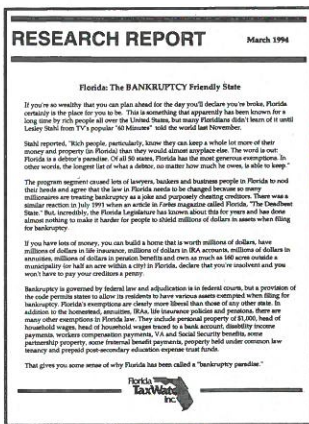 RESEARCH REPORT
March 1994
Florida: The BANKRUPTCY Friendly State
If you're so wealthy that you can plan ahead for the day you'll declare you're broke, Florida
certainly is the place for you to be. This is something that apparently has been known for a
long time by rich people all over the United States, but many Floridians didn't learn of it until
Lesley Stahl from TV's popular "60 Minutes" told the world last November.
Stahl reported, "Rich people, particularly, know they can keep a whole lot more of their
money and property (in Florida) than they would almost anyplace else. The word is out:
Florida is a debtor's paradise. Of all 50 states, Florida has the most generous exemptions. In
other words, the longest list of what a debtor, no matter how much he owes, is able to keep."
The program segment caused lots of lawyers, bankers and business people in Florida to nod
their heads and agree that the law in Florida needs to be changed because so many
millionaires are treating bankruptcy as a joke and purposely cheating creditors. There was a
similar reaction in July 1993 when an article in Forbes magazine called Florida, "The Deadbeat
State." But, incredibly, the Florida Legislature has known about this for years and has done
almost nothing to make it harder for people to shield millions of dollars in assets when filing
for bankruptcy.
If you have lots of money, you can build a home that is worth millions of dollars, have
millions of dollars in life insurance, millions of dollars in IRA accounts, millions of dollars in
annuities, millions of dollars in pension benefits and own as much as 160 acres outside a
municipality (or half an acre within a city) in Florida, declare that you're insolvent and you
won't have to pay your creditors a penny.
Bankruptcy is governed by federal law and adjudication is in federal courts, but a provision of
the code permits states to allow its residents to have various assets exempted when filing for
bankruptcy. Florida's exemptions are clearly more liberal than those of any other state. In
addition to the homestead, annuities, IRAs, life insurance policies and pensions, there are
many other exemptions in Florida law. They include personal property of $1,000, head of
household wages, head of household wages traced to a bank account, disability income
payments, workers compensation payments, VA and Social Security benefits, some
partnership property, some fraternal benefit payments, property held under common law
tenancy and prepaid post-secondary education expense trust funds.
That gives you some sense of why Florida has been called a "bankruptcy paradise."
Florida
TaxWatch
Inc.